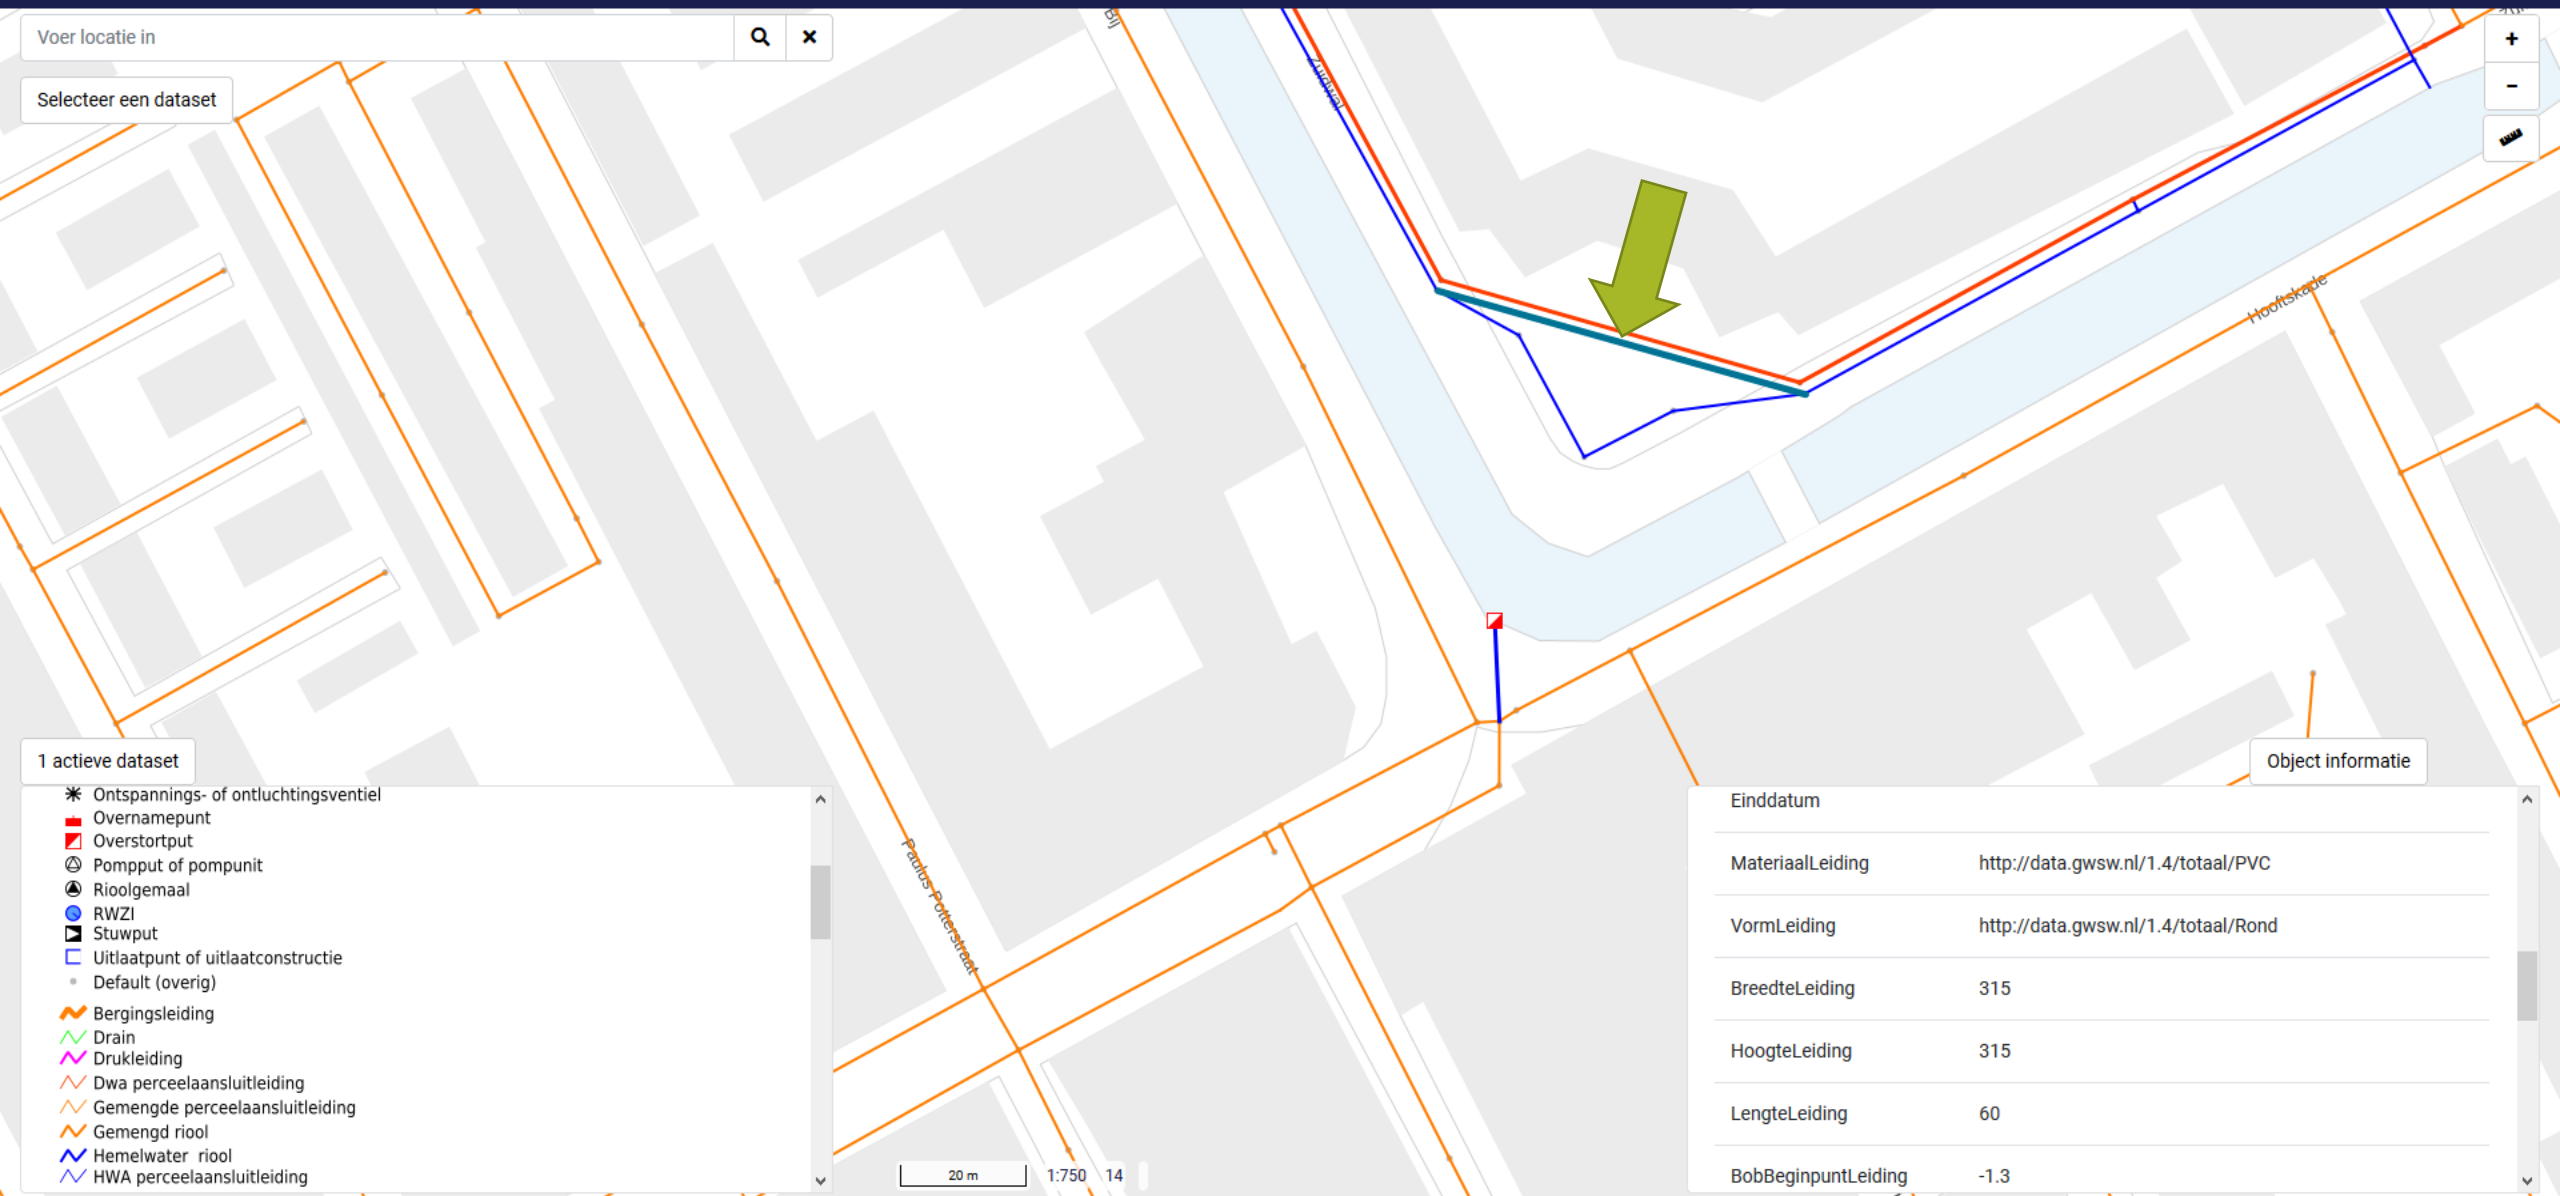 Voer locatie in
Selecteer een dataset
Zuidwal
Hooftskade
Paulus Potterstraat
1 actieve dataset
Ontspannings- of ontluchtingsventiel
Overnamepunt
Overstortput
Pompput of pompunit
Rioolgemaal
RWZI
Stuwput
Uitlaatpunt of uitlaatconstructie
Default (overig)
Bergingsleiding
Drain
Drukleiding
Dwa perceelaansluitleiding
Gemengde perceelaansluitleiding
Gemengd riool
Hemelwater riool
HWA perceelaansluitleiding
20 m 1:750 14
Object informatie
Einddatum
MateriaalLeiding http://data.gwsw.nl/1.4/totaal/PVC
VormLeiding http://data.gwsw.nl/1.4/totaal/Rond
BreedteLeiding 315
HoogteLeiding 315
LengteLeiding 60
BobBeginpuntLeiding -1.3